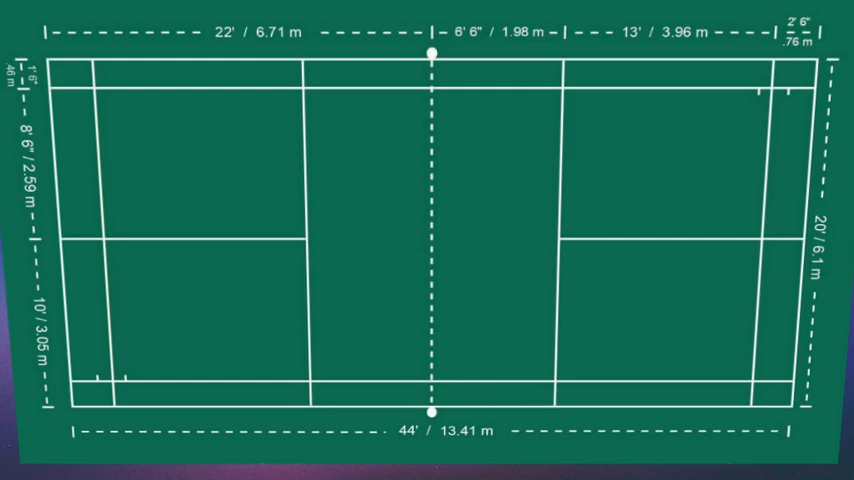 22' / 6.71 m
6' 6" / 1.98 m
13' / 3.96 m
2' 6"
.76 m
1' 6"
.46 m
8' 6" / 2.59 m
10' / 3.05 m
20' / 6.1 m
44' / 13.41 m